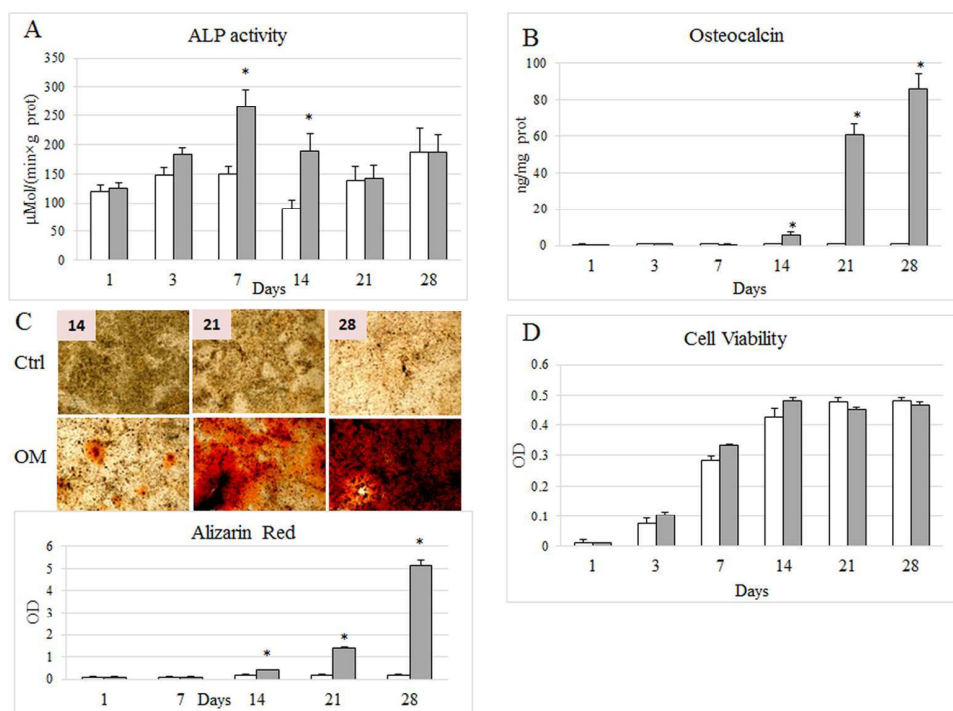 A
ALP activity
µMol/(min×g prot)
350
300
250
200
150
100
50
0
*
*
1 3 7 14 21 28
Days
B
Osteocalcin
ng/mg prot
100
80
60
40
20
0
*
*
*
1 3 7 14 21 28
Days
C
14 21 28
Ctrl
OM
Alizarin Red
OD
6
5
4
3
2
1
0
*
*
*
1 7 Days 14 21 28
D
Cell Viability
OD
0.6
0.5
0.4
0.3
0.2
0.1
0
1 3 7 14 21 28
Days